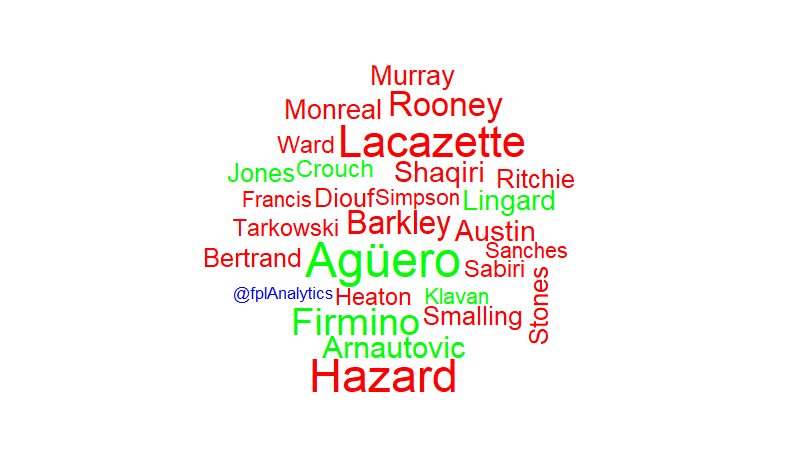 Murray
Monreal Rooney
Ward Lacazette
Jones Crouch Shaqiri Ritchie
Francis Diouf Simpson Lingard
Tarkowski Barkley Austin
Bertrand Agüero Sabiri Sanches
@fplAnalytics Heaton Klavan Stones
Firmino Smalling
Arnautovic
Hazard